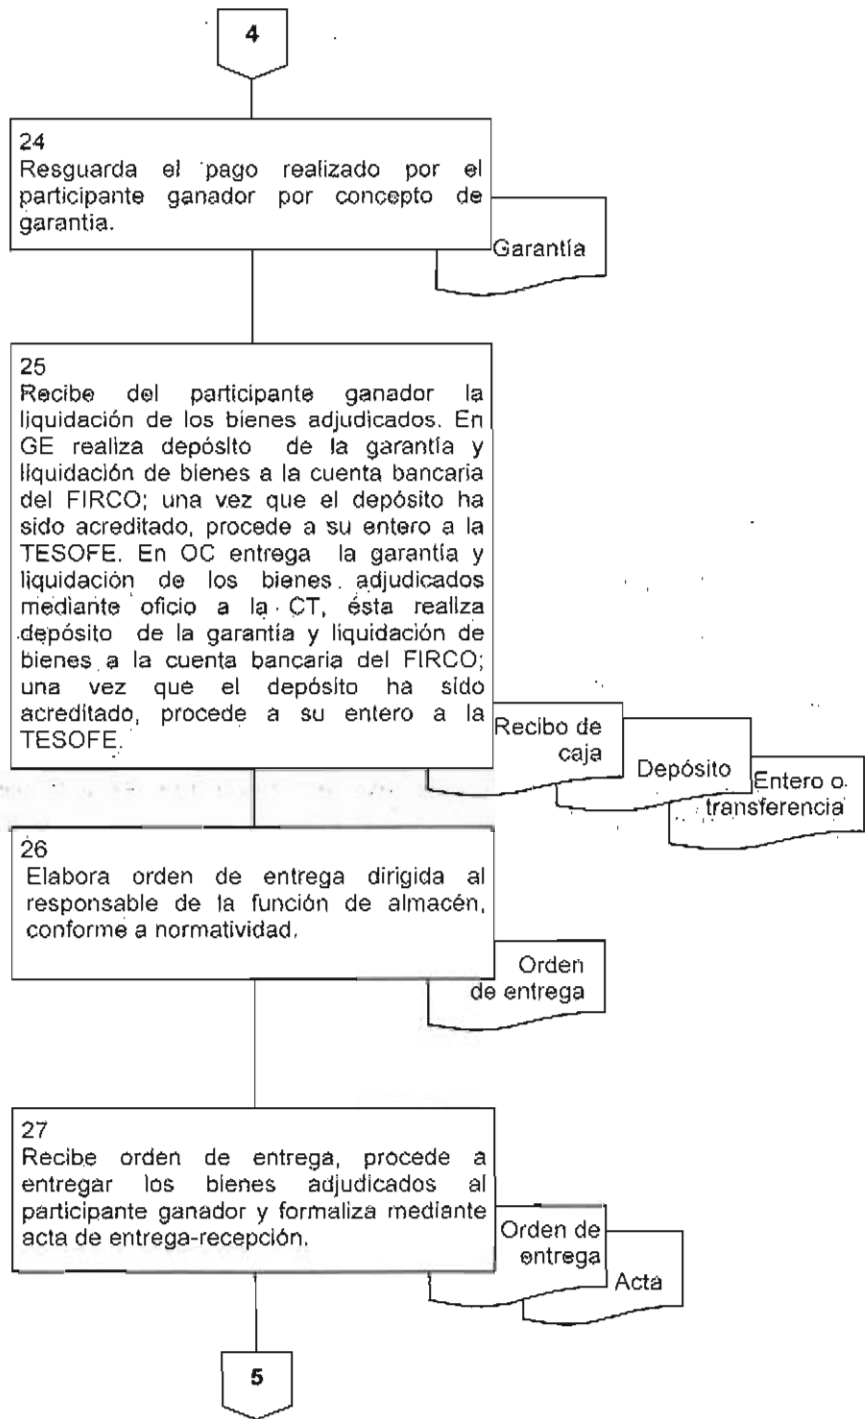 4
24
Resguarda el pago realizado por el
participante ganador por concepto de
garantía.
Garantía
25
Recibe del participante ganador la
liquidación de los bienes adjudicados. En
GE realiza depósito de la garantía y
liquidación de bienes a la cuenta bancaria
del FIRCO; una vez que el depósito ha
sido acreditado, procede a su entero a la
TESOFE. En OC entrega la garantía y
liquidación de los bienes adjudicados
mediante oficio a la CT, ésta realiza
depósito de la garantía y liquidación de
bienes a la cuenta bancaria del FIRCO;
una vez que el depósito ha sido
acreditado, procede a su entero a la
TESOFE.
Recibo de
caja
Depósito
Entero o
transferencia
26
Elabora orden de entrega dirigida al
responsable de la función de almacén,
conforme a normatividad.
Orden
de entrega
27
Recibe orden de entrega, procede a
entregar los bienes adjudicados al
participante ganador y formaliza mediante
acta de entrega-recepción.
Orden de
entrega
Acta
5